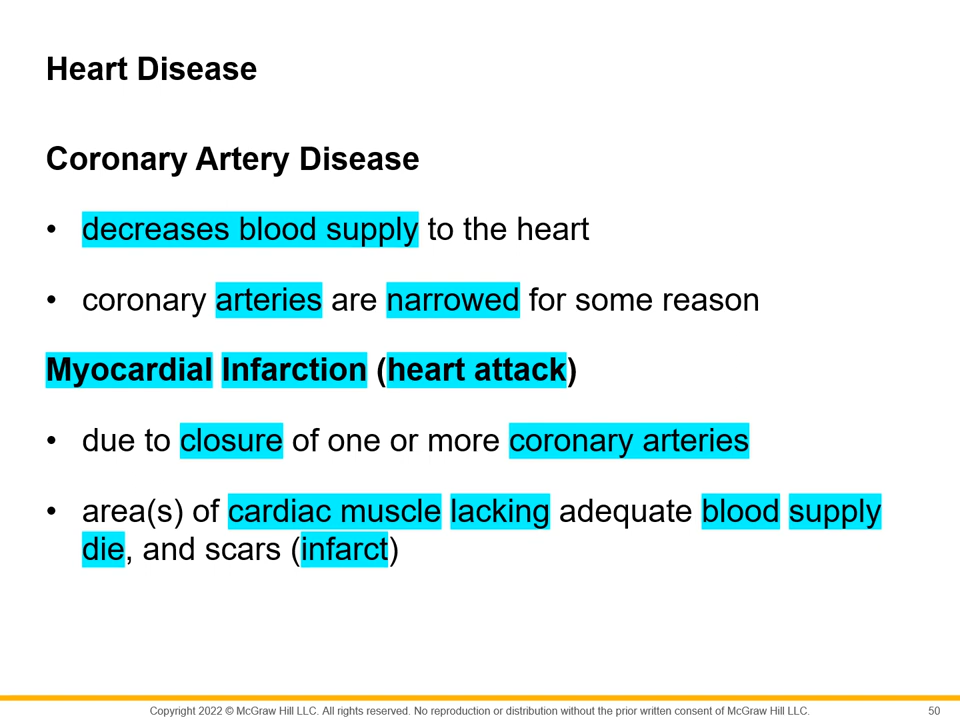 Heart Disease
Coronary Artery Disease
• decreases blood supply to the heart
• coronary arteries are narrowed for some reason
Myocardial Infarction (heart attack)
• due to closure of one or more coronary arteries
• area(s) of cardiac muscle lacking adequate blood supply
die, and scars (infarct)
Copyright 2022 © McGraw Hill LLC. All rights reserved. No reproduction or distribution without the prior written consent of McGraw Hill LLC.
50